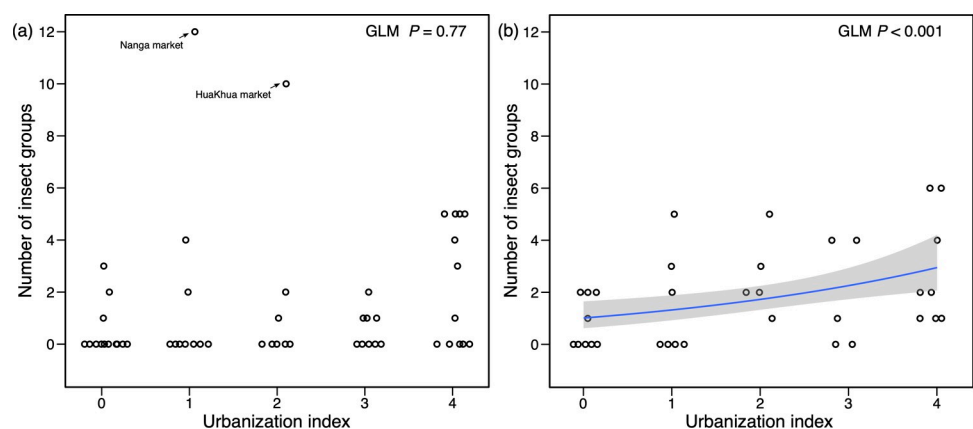 (a)
GLM P = 0.77
Nanga market
HuaKhua market
Number of insect groups
12
10
8
6
4
2
0
0 1 2 3 4
Urbanization index
(b)
GLM P < 0.001
Number of insect groups
12
10
8
6
4
2
0
0 1 2 3 4
Urbanization index